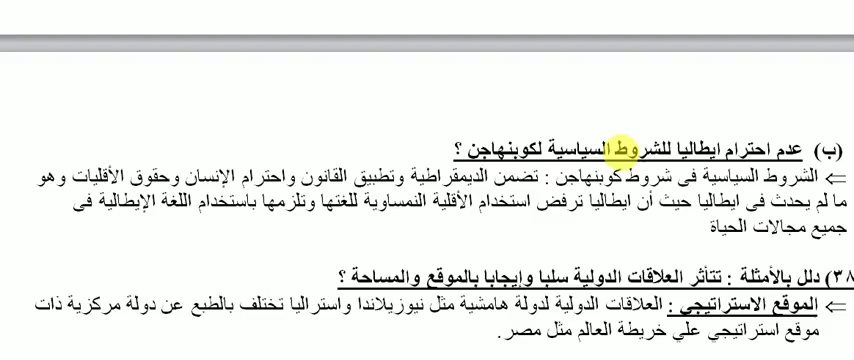 (ب) عدم احترام ايطاليا للشروط السياسية لكوبنهاجن ؟
⇐ الشروط السياسية فى شروط كوبنهاجن : تضمن الديمقراطية وتطبيق القانون واحترام الإنسان وحقوق الأقليات وهو
ما لم يحدث فى ايطاليا حيث أن ايطاليا ترفض استخدام الأقلية النمساوية للغتها وتلزمها باستخدام اللغة الإيطالية فى
جميع مجالات الحياة
٣٨) دلل بالأمثلة : تتأثر العلاقات الدولية سلبا وإيجابا بالموقع والمساحة ؟
⇐ الموقع الاستراتيجي : العلاقات الدولية لدولة هامشية مثل نيوزيلاندا واستراليا تختلف بالطبع عن دولة مركزية ذات
موقع استراتيجي علي خريطة العالم مثل مصر.